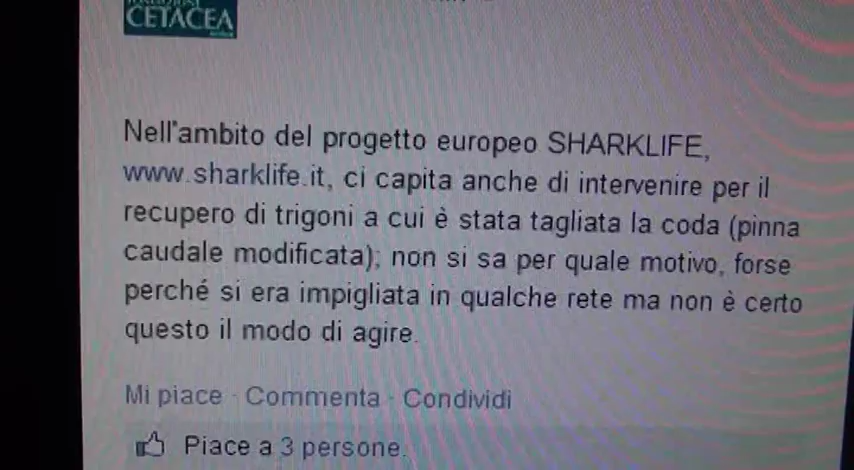 CETACEA
Nell'ambito del progetto europeo SHARKLIFE,
www.sharklife.it, ci capita anche di intervenire per il
recupero di trigoni a cui è stata tagliata la coda (pinna
caudale modificata); non si sa per quale motivo, forse
perché si era impigliata in qualche rete ma non è certo
questo il modo di agire.
Mi piace · Commenta · Condividi
Piace a 3 persone.